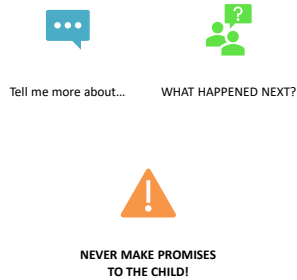 Tell me more about…
WHAT HAPPENED NEXT?
NEVER MAKE PROMISES
TO THE CHILD!